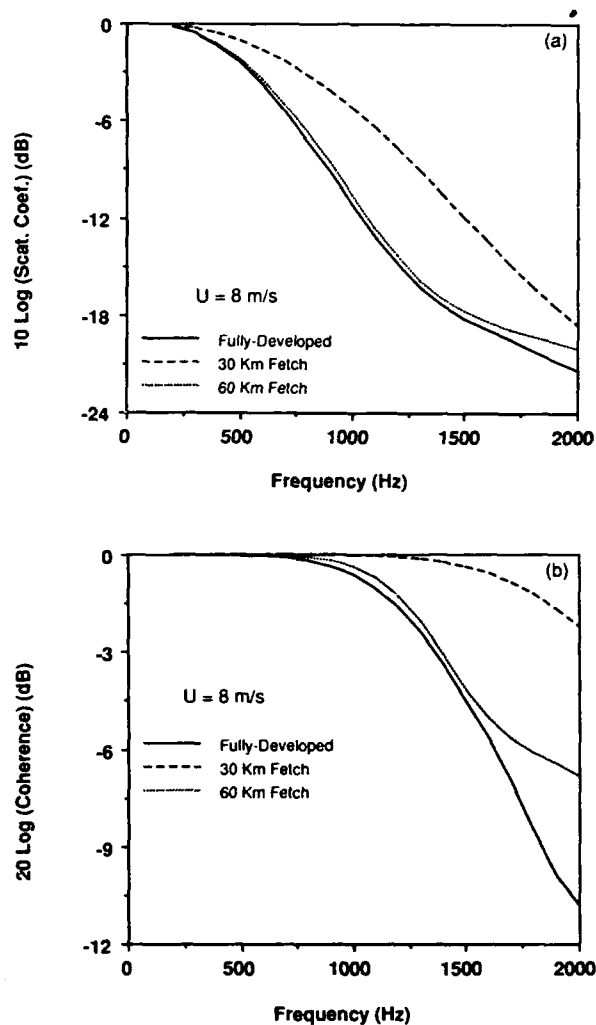 (a)
10 Log (Scat. Coef.) (dB)
0
-6
-12
-18
-24
U = 8 m/s
Fully-Developed
30 Km Fetch
60 Km Fetch
0 500 1000 1500 2000
Frequency (Hz)
(b)
20 Log (Coherence) (dB)
0
-3
-6
-9
-12
U = 8 m/s
Fully-Developed
30 Km Fetch
60 Km Fetch
0 500 1000 1500 2000
Frequency (Hz)